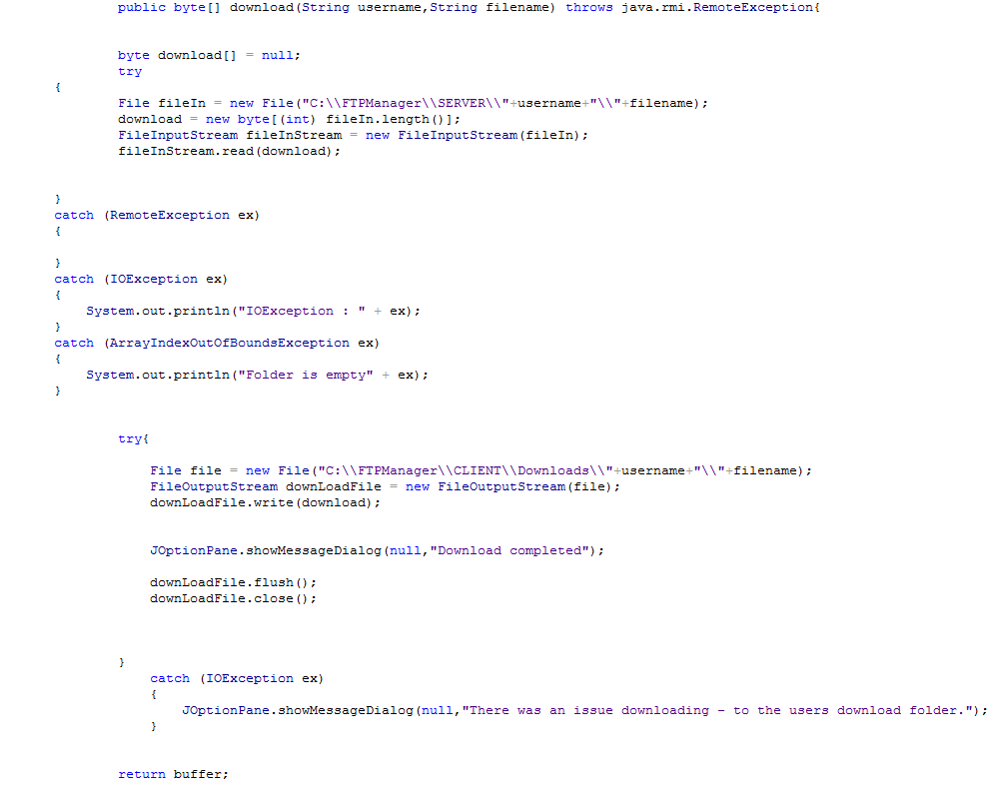 public byte[] download(String username,String filename) throws java.rmi.RemoteException{
byte download[] = null;
try
{
File fileIn = new File("C:\\FTPManager\\SERVER\\"+username+"\\"+filename);
download = new byte[(int) fileIn.length()];
FileInputStream fileInStream = new FileInputStream(fileIn);
fileInStream.read(download);
}
catch (RemoteException ex)
{
}
catch (IOException ex)
{
System.out.println("IOException : " + ex);
}
catch (ArrayIndexOutOfBoundsException ex)
{
System.out.println("Folder is empty" + ex);
}
try{
File file = new File("C:\\FTPManager\\CLIENT\\Downloads\\"+username+"\\"+filename);
FileOutputStream downLoadFile = new FileOutputStream(file);
downLoadFile.write(download);
JOptionPane.showMessageDialog(null,"Download completed");
downLoadFile.flush();
downLoadFile.close();
}
catch (IOException ex)
{
JOptionPane.showMessageDialog(null,"There was an issue downloading - to the users download folder.");
}
return buffer;